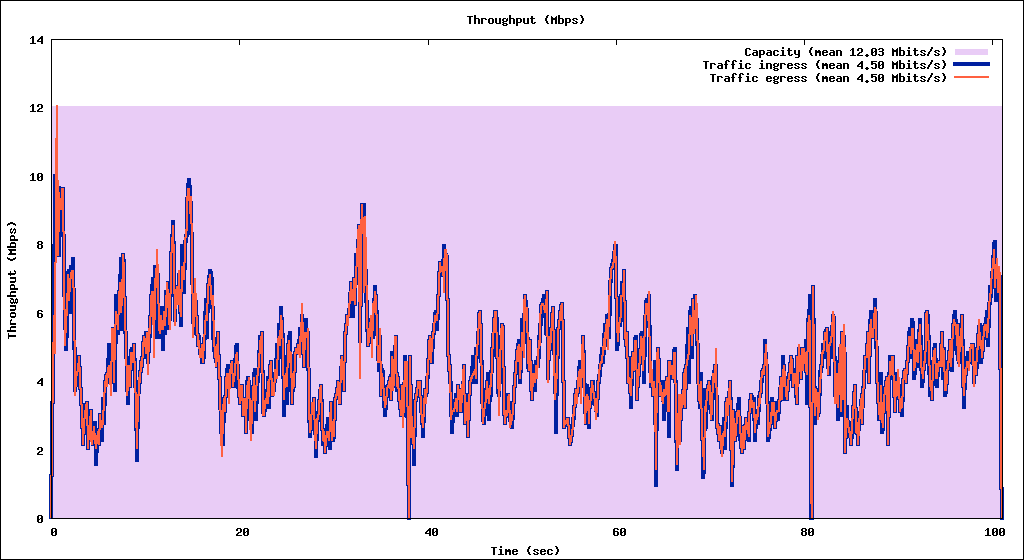 Throughput (Mbps)
Capacity (mean 12.03 Mbits/s)
Traffic ingress (mean 4.50 Mbits/s)
Traffic egress (mean 4.50 Mbits/s)
Throughput (Mbps)
14
12
10
8
6
4
2
0
0 20 40 60 80 100
Time (sec)